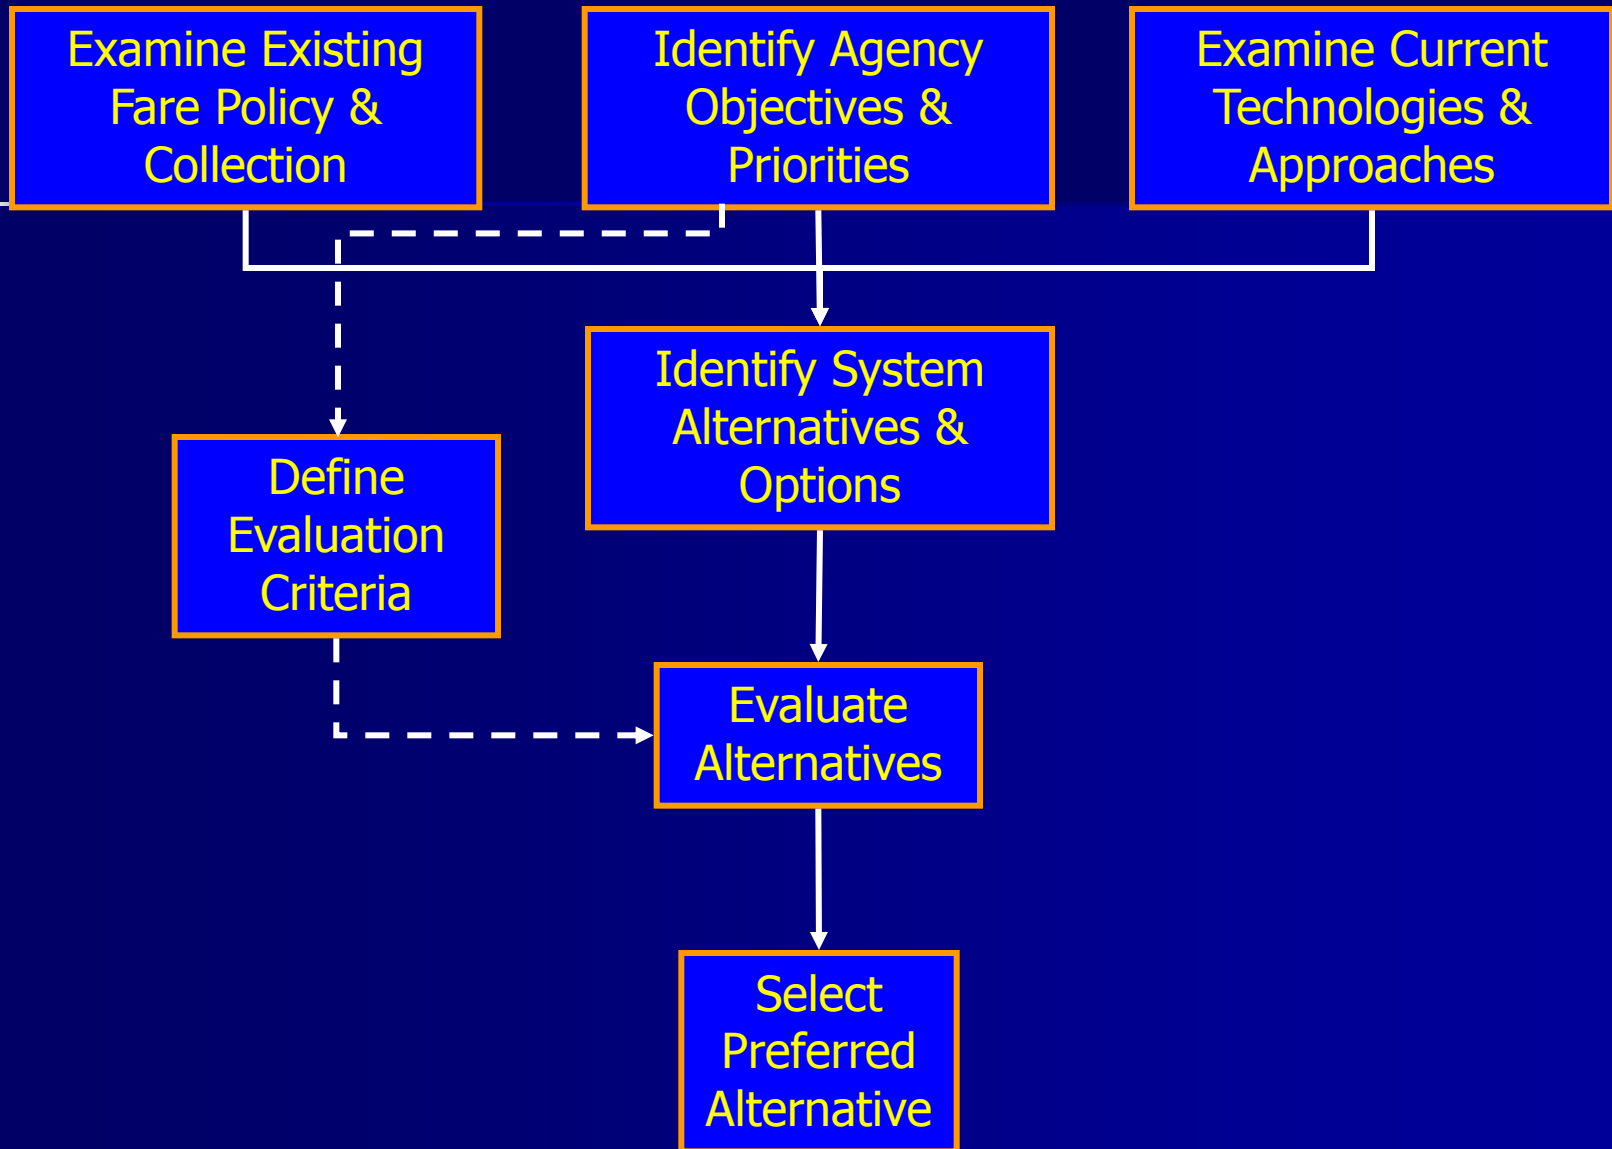 Examine Existing
Fare Policy &
Collection
Identify Agency
Objectives &
Priorities
Examine Current
Technologies &
Approaches
Identify System
Alternatives &
Options
Define
Evaluation
Criteria
Evaluate
Alternatives
Select
Preferred
Alternative